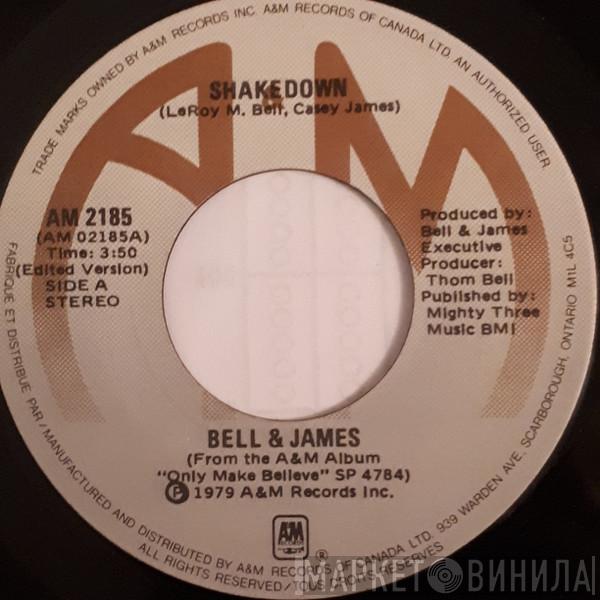 TRADE MARKS OWNED BY A&M RECORDS INC. A&M RECORDS OF CANADA LTD. AN AUTHORIZED USER.
SHAKEDOWN
(LeRoy M. Bell, Casey James)
AM 2185
(AM 02185A)
Time: 3:50
(Edited Version)
SIDE A
STEREO
Produced by:
Bell & James
Executive
Producer:
Thom Bell
Published by:
Mighty Three
Music BMI
BELL & JAMES
(From the A&M Album
"Only Make Believe" SP 4784)
Ⓟ 1979 A&M Records Inc.
A&M
®
FABRIQUE ET DISTRIBUE PAR/MANUFACTURED AND DISTRIBUTED BY A&M RECORDS OF CANADA LTD. 939 WARDEN AVE. SCARBOROUGH, ONTARIO M1L 4C5
ALL RIGHTS RESERVED/TOUS DROITS RESERVES
МАРКЕТ ВИНИЛА